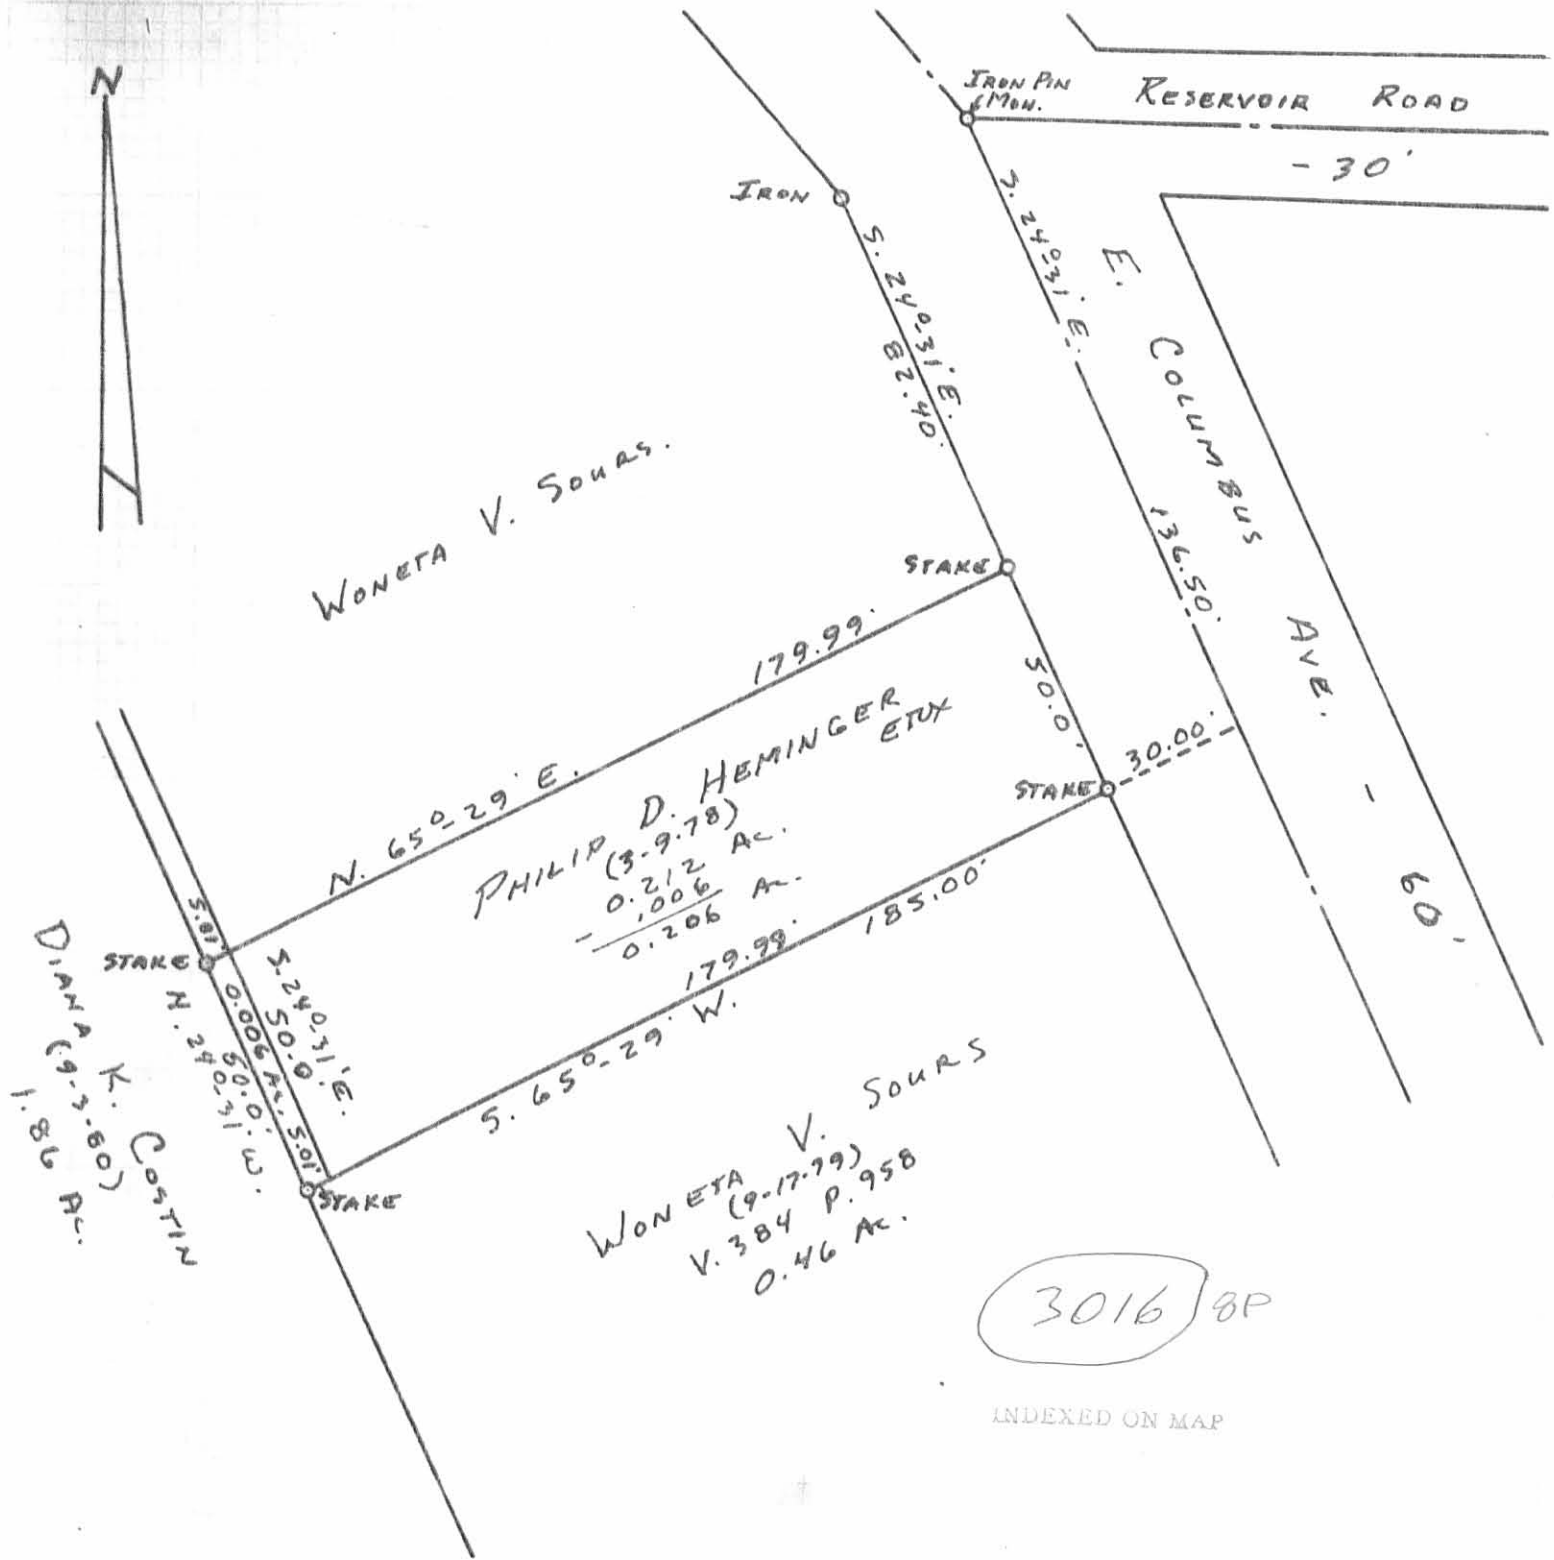 N
IRON PIN
& MON.
RESERVOIR ROAD
- 30'
IRON
S. 24°-31' E.
82.40'
S. 24°-31' E.
136.50'
E. COLUMBUS AVE. - 60'
WONETA V. SOURS.
STAKE
179.99'
N. 65°-29' E.
50.0'
30.00'
STAKE
PHILIP D. HEMINGER
ETUX
(3-9-78)
0.212 Ac.
- .006 Ac.
0.206
185.00'
179.99'
S. 65°-29' W.
5.01'
STAKE
S. 24°-31' E.
50.0'
0.006 Ac.
50.0'
N. 24°-31' W.
5.01'
STAKE
DIANA K. COSTIN
(9-3-80)
1.86 Ac.
WONETA V. SOURS
(9-17-79)
V. 384 P. 958
0.46 Ac.
3016 8P
INDEXED ON MAP